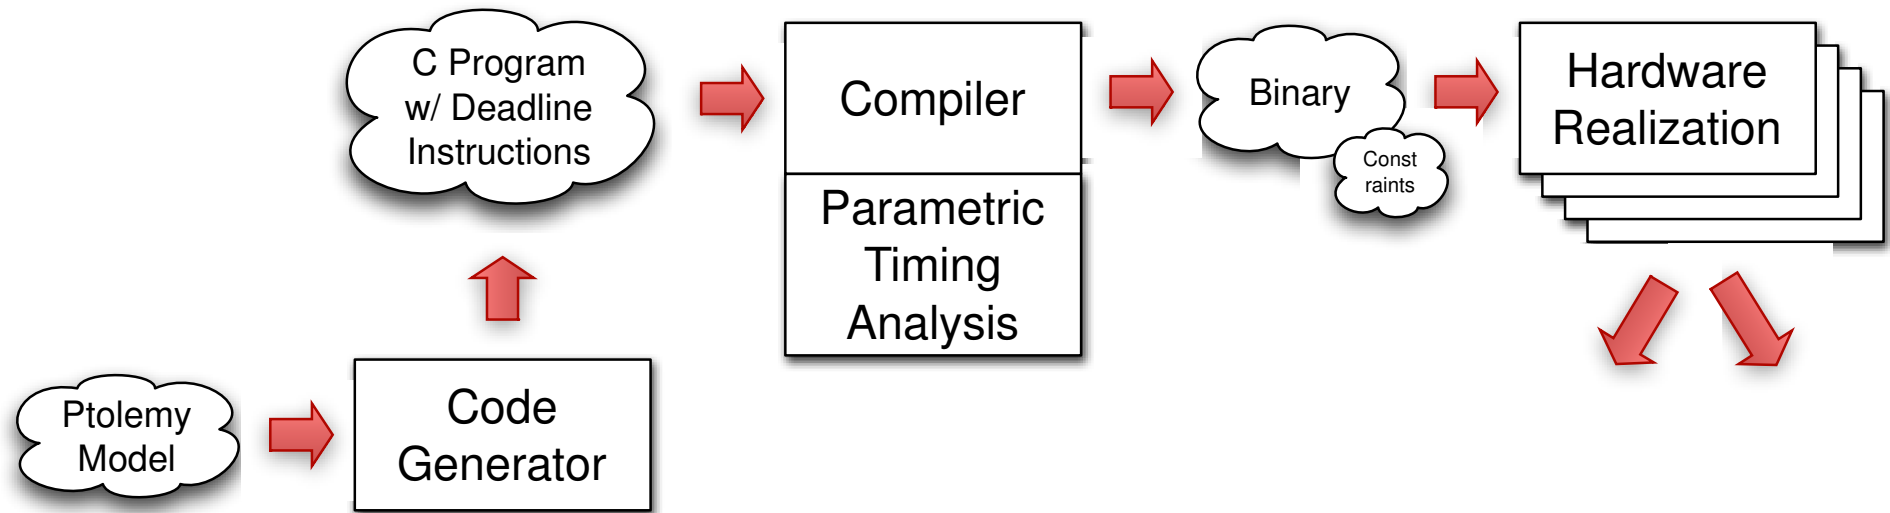 C Program
w/ Deadline
Instructions
Compiler
Parametric
Timing
Analysis
Binary
Const
raints
Hardware
Realization
Ptolemy
Model
Code
Generator